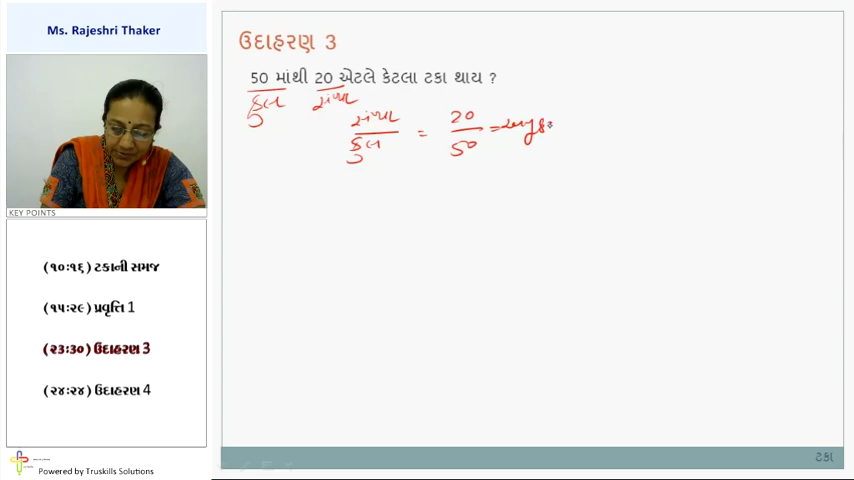 Ms. Rajeshri Thaker
ઉદાહરણ 3
50 માંથી 20 એટલે કેટલા ટકા થાય ?
કુલ સંખ્યા
સંખ્યા
કુલ
=
20
50
=
KEY POINTS
(૧૦:૧૬) ટકાની સમજ
(૧૫:૨૯) પ્રવૃત્તિ 1
(૨૩:૩૦) ઉદાહરણ 3
(૨૪:૨૪) ઉદાહરણ 4
Powered by Truskills Solutions
ટકા